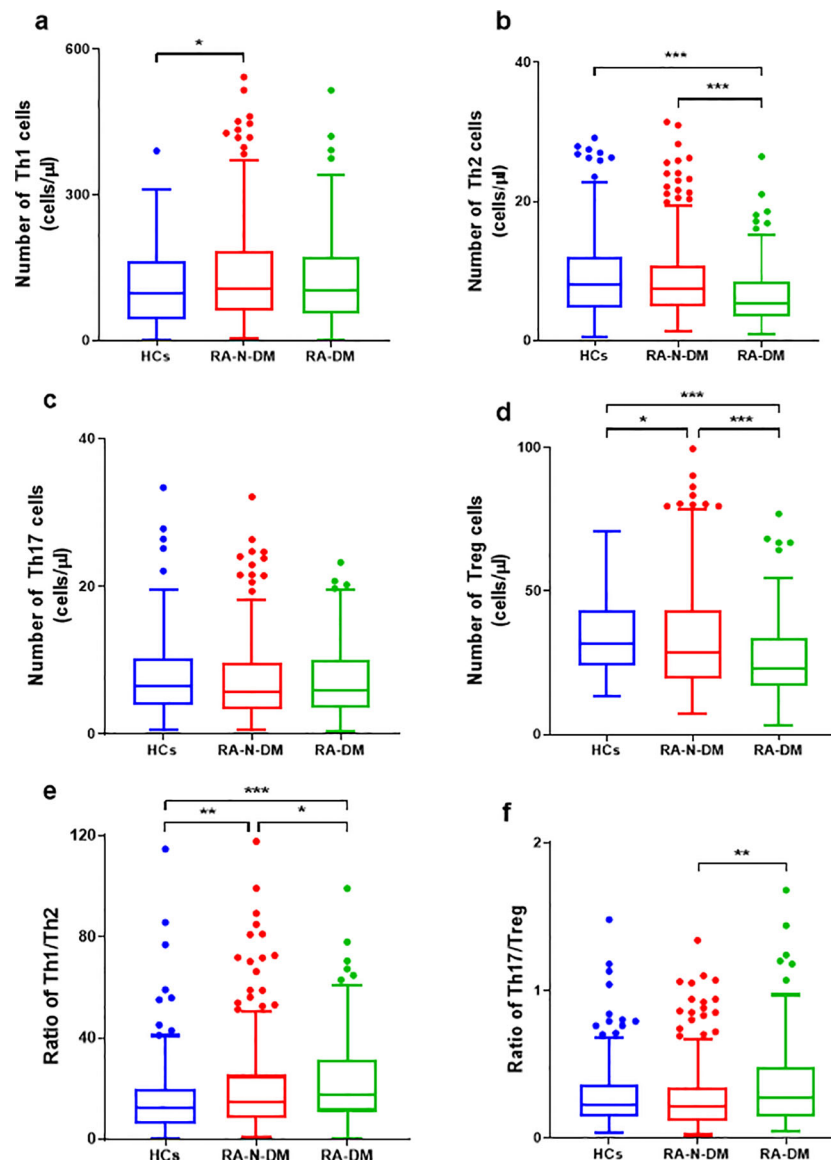 a
Number of Th1 cells
(cells/µl)
600
300
0
*
HCs RA-N-DM RA-DM
b
Number of Th2 cells
(cells/µl)
40
20
0
***
***
HCs RA-N-DM RA-DM
c
Number of Th17 cells
(cells/µl)
40
20
0
HCs RA-N-DM RA-DM
d
Number of Treg cells
(cells/µl)
100
50
0
***
* ***
HCs RA-N-DM RA-DM
e
Ratio of Th1/Th2
120
80
40
0
***
** *
HCs RA-N-DM RA-DM
f
Ratio of Th17/Treg
2
1
0
**
HCs RA-N-DM RA-DM